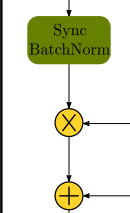 Sync
BatchNorm
X
+